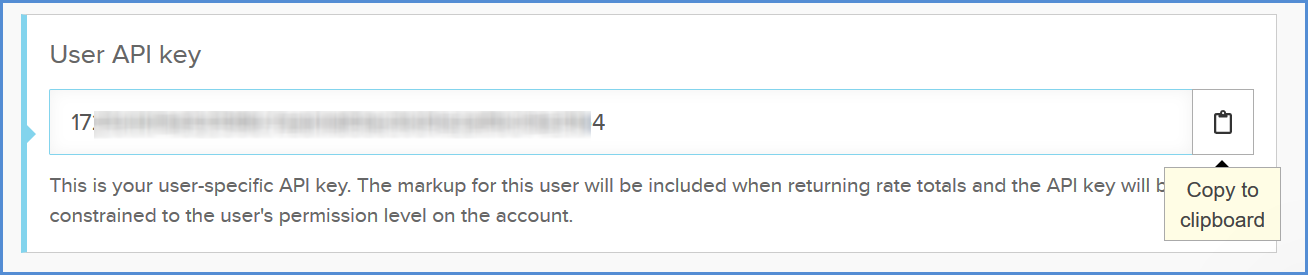 User API key
17 4
This is your user-specific API key. The markup for this user will be included when returning rate totals and the API key will
constrained to the user's permission level on the account.
Copy to
clipboard